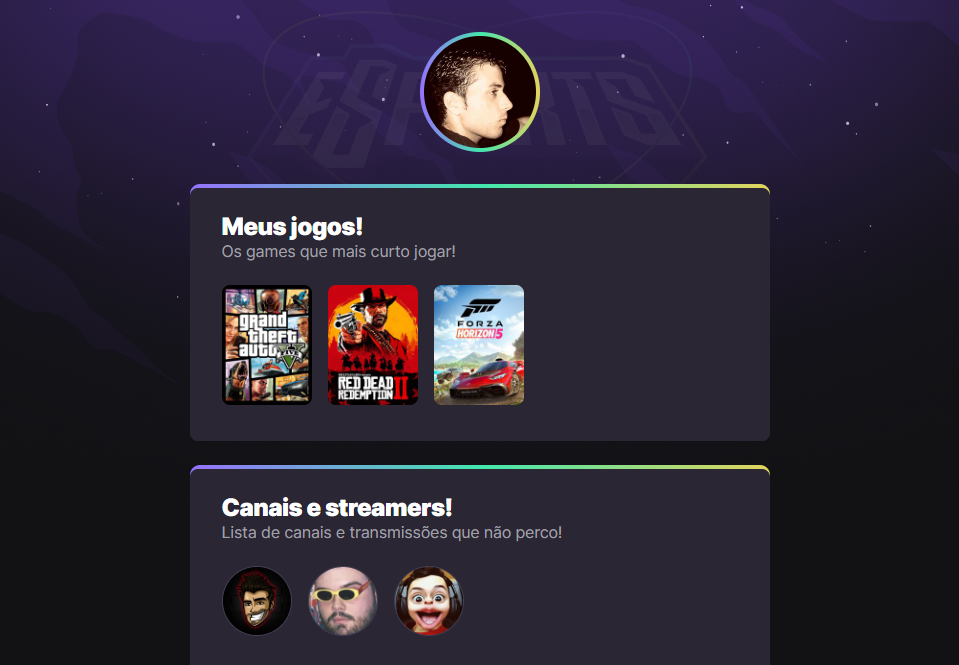 ESPORTS
Meus jogos!
Os games que mais curto jogar!
grand
theft
auto V
FORZA
HORIZON 5
RED DEAD
REDEMPTION II
Canais e streamers!
Lista de canais e transmissões que não perco!